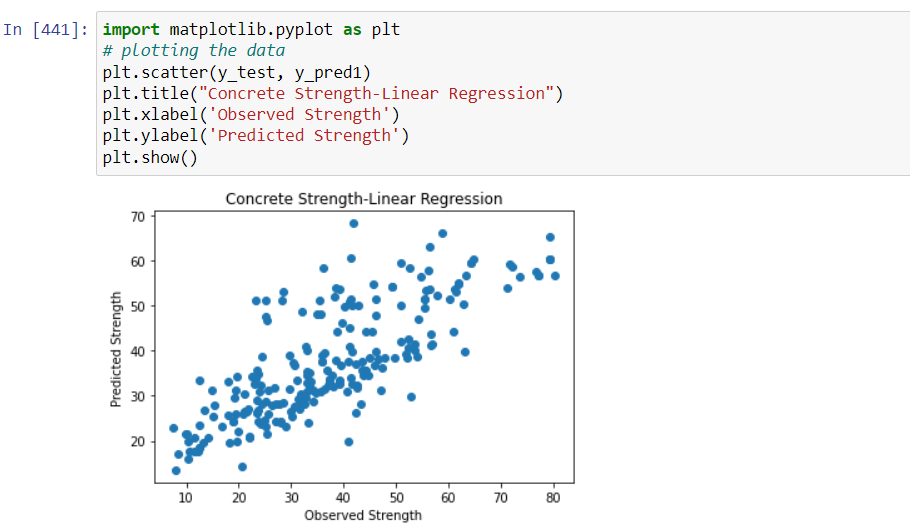 In [441]: import matplotlib.pyplot as plt
# plotting the data
plt.scatter(y_test, y_pred1)
plt.title("Concrete Strength-Linear Regression")
plt.xlabel('Observed Strength')
plt.ylabel('Predicted Strength')
plt.show()
Concrete Strength-Linear Regression
Predicted Strength
70
60
50
40
30
20
10 20 30 40 50 60 70 80
Observed Strength